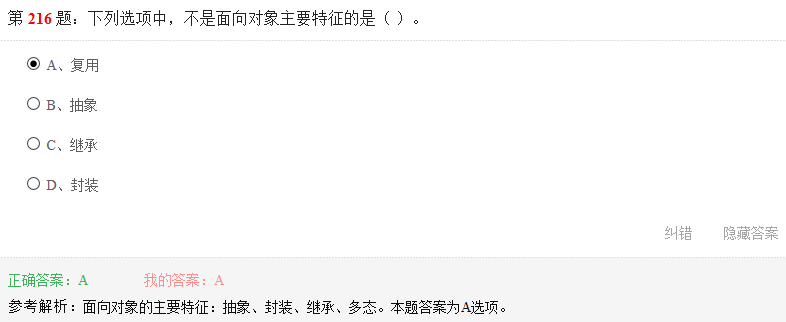 第 216 题：下列选项中，不是面向对象主要特征的是（ ）。
A、复用
B、抽象
C、继承
D、封装
纠错 隐藏答案
正确答案：A 我的答案：A
参考解析：面向对象的主要特征：抽象、封装、继承、多态。本题答案为A选项。